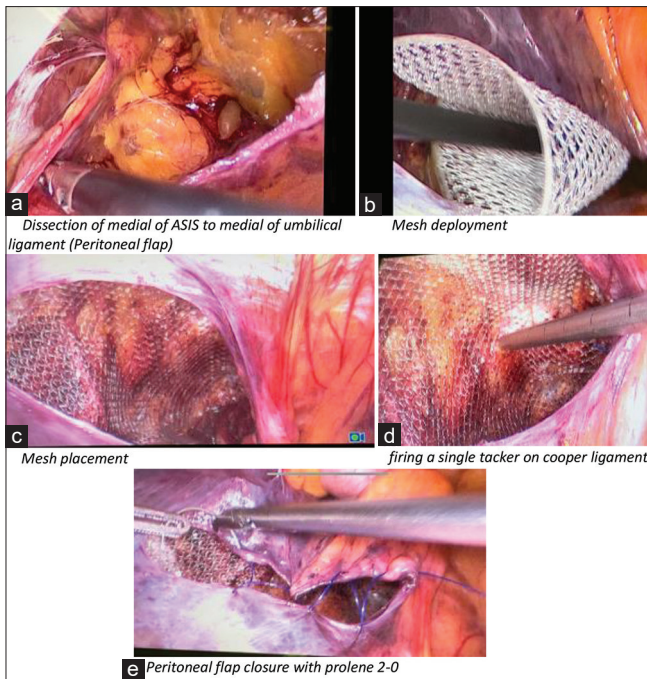 a
Dissection of medial of ASIS to medial of umbilical
ligament (Peritoneal flap)
b
Mesh deployment
c
Mesh placement
d
firing a single tacker on cooper ligament
e
Peritoneal flap closure with prolene 2-0